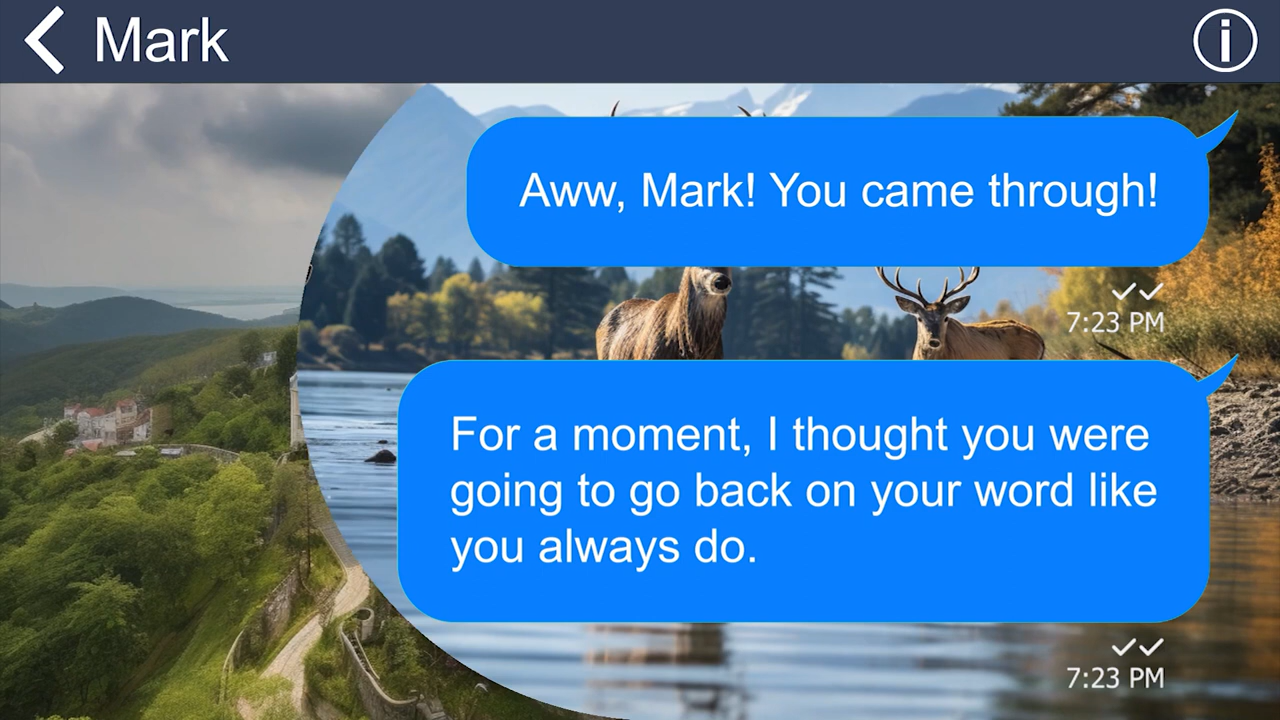 Mark
Aww, Mark! You came through!
7:23 PM
For a moment, I thought you were
going to go back on your word like
you always do.
7:23 PM